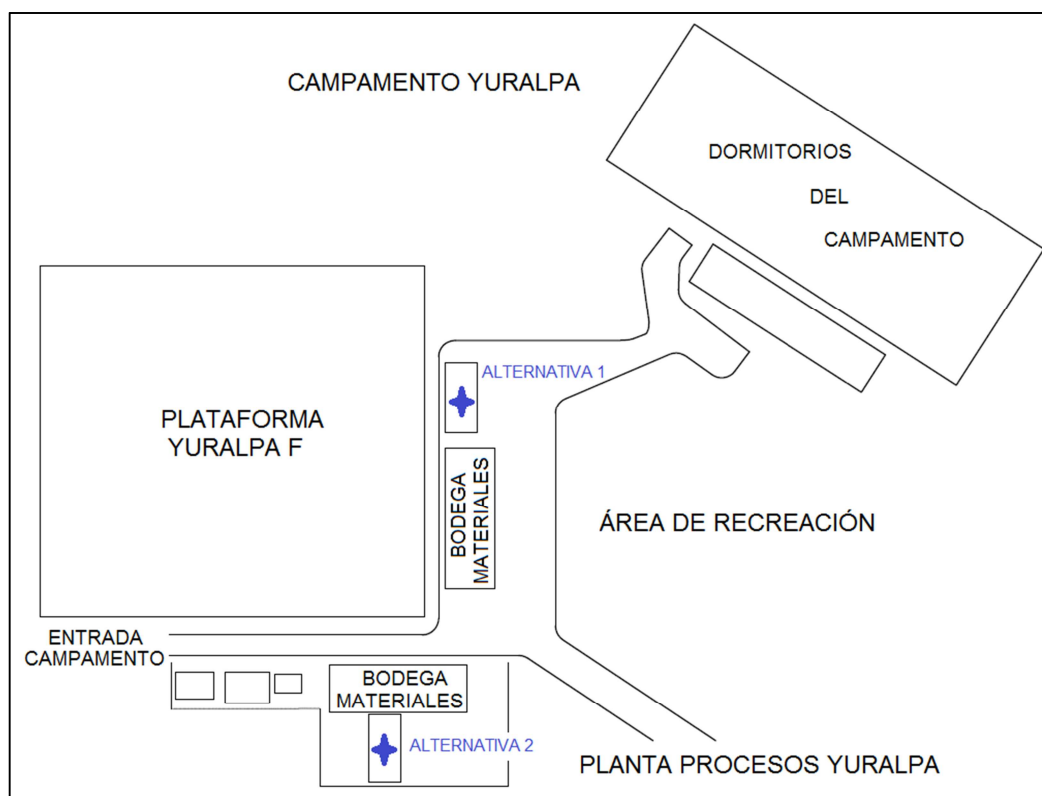 CAMPAMENTO YURALPA
DORMITORIOS
DEL
CAMPAMENTO
ALTERNATIVA 1
PLATAFORMA
YURALPA F
BODEGA
MATERIALES
ÁREA DE RECREACIÓN
ENTRADA
CAMPAMENTO
BODEGA
MATERIALES
ALTERNATIVA 2
PLANTA PROCESOS YURALPA